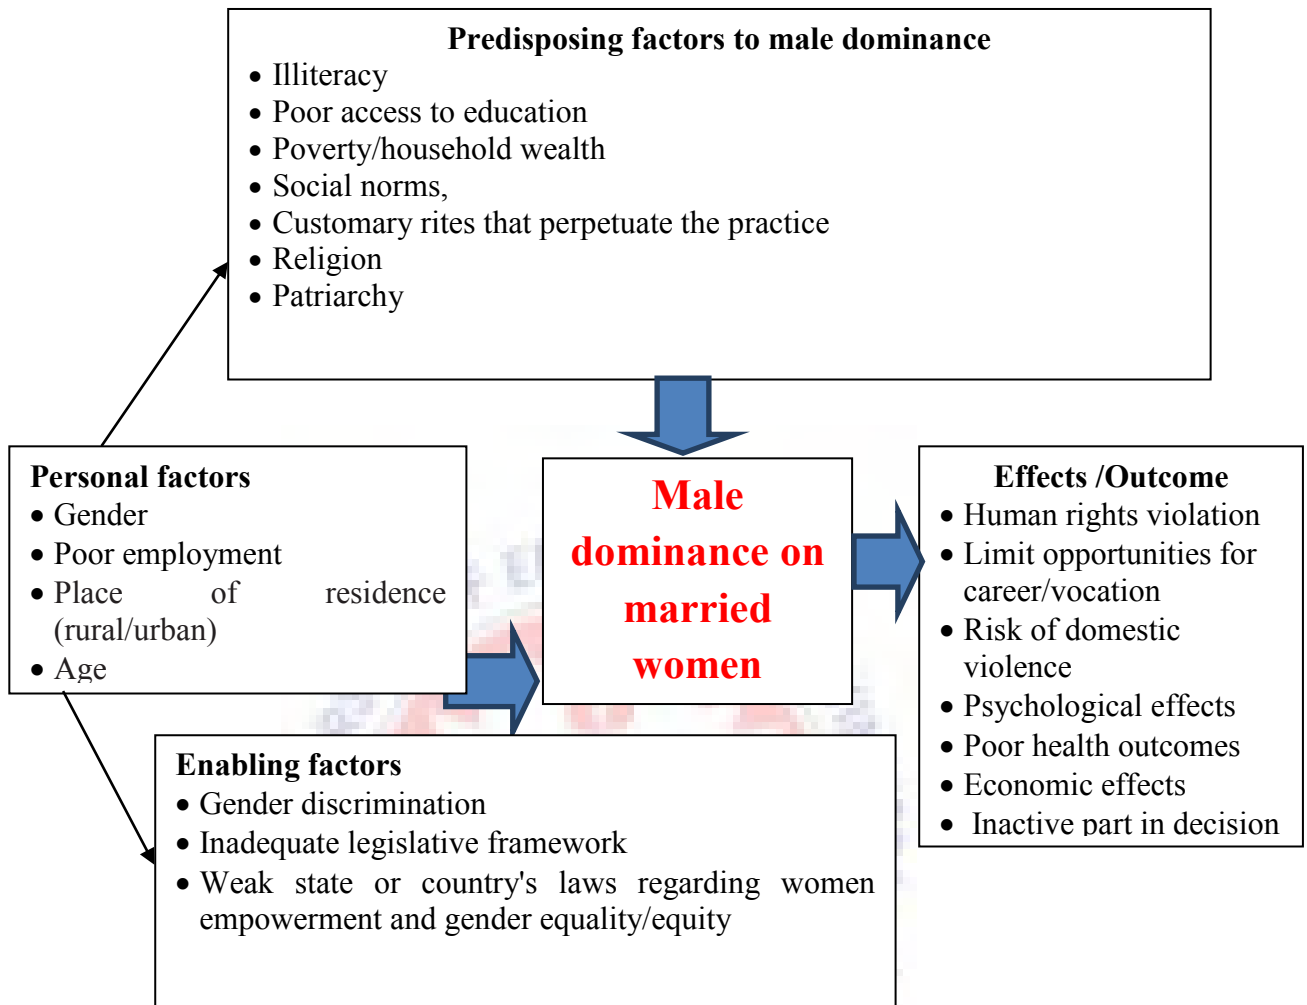 Predisposing factors to male dominance
• Illiteracy
• Poor access to education
• Poverty/household wealth
• Social norms,
• Customary rites that perpetuate the practice
• Religion
• Patriarchy
Personal factors
• Gender
• Poor employment
• Place of residence
(rural/urban)
• Age
Male
dominance on
married
women
Effects /Outcome
• Human rights violation
• Limit opportunities for
career/vocation
• Risk of domestic
violence
• Psychological effects
• Poor health outcomes
• Economic effects
• Inactive part in decision
Enabling factors
• Gender discrimination
• Inadequate legislative framework
• Weak state or country's laws regarding women
empowerment and gender equality/equity